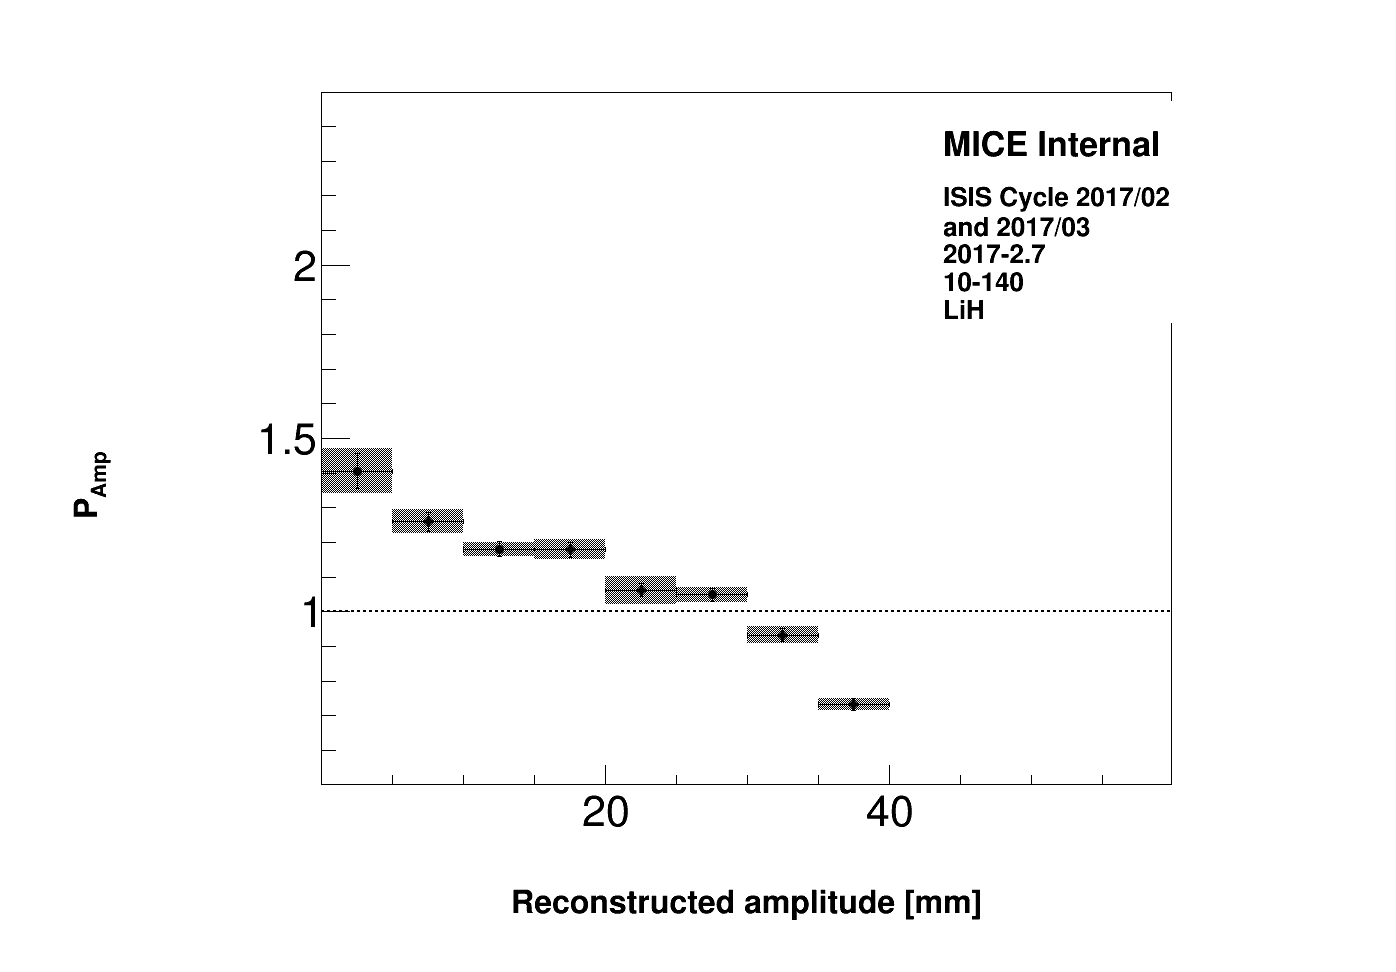 MICE Internal
ISIS Cycle 2017/02
and 2017/03
2017-2.7
10-140
LiH
2
1.5
1
P_Amp
20 40
Reconstructed amplitude [mm]